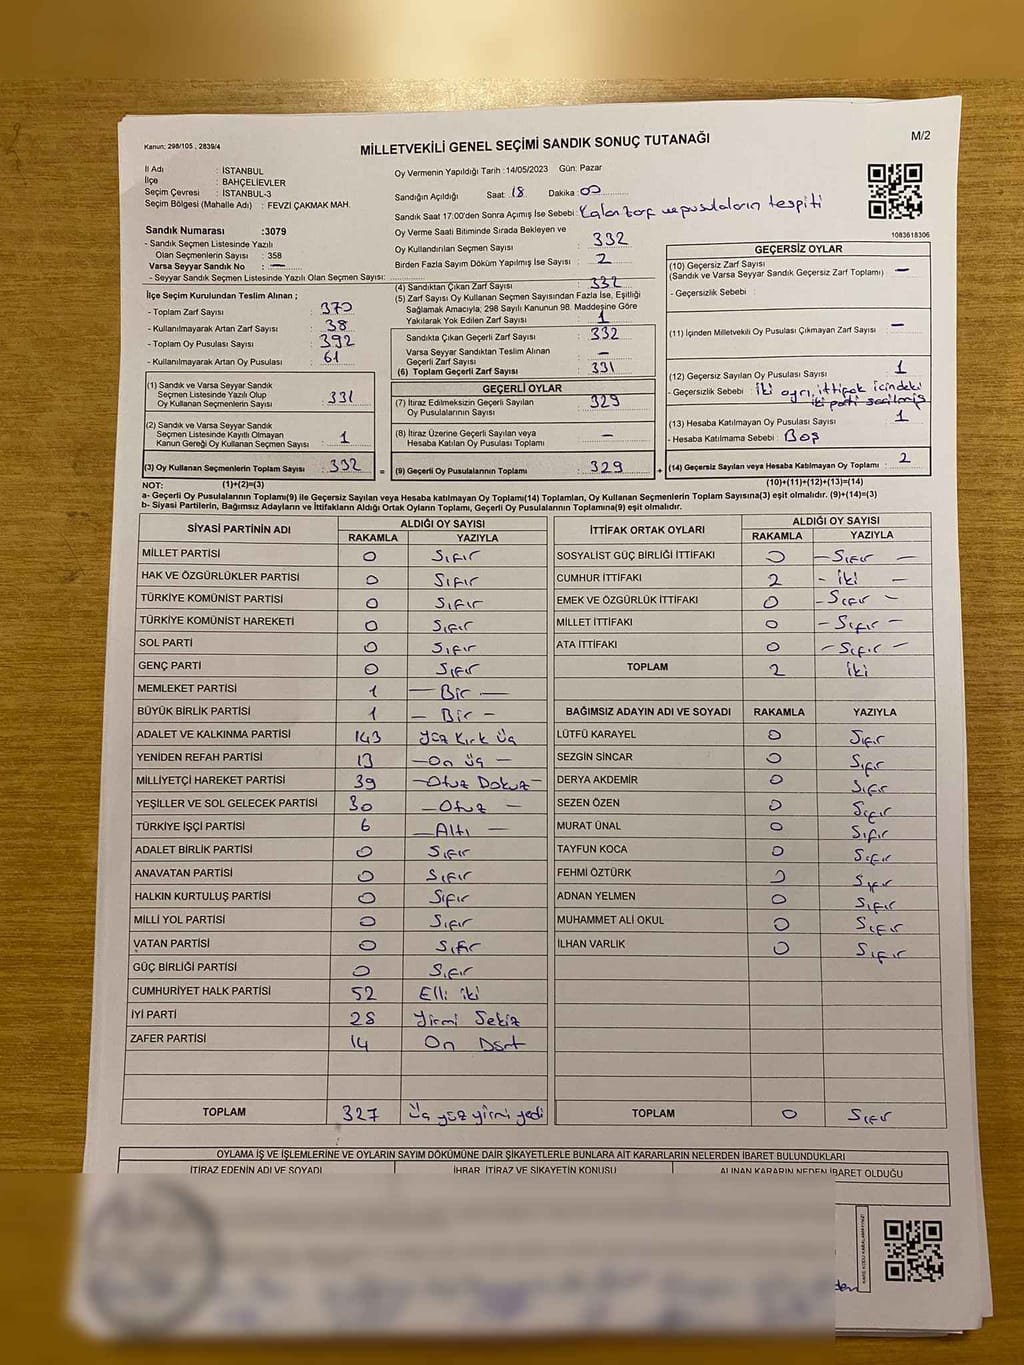 Kanun: 298/105 , 2839/4
MİLLETVEKİLİ GENEL SEÇİMİ SANDIK SONUÇ TUTANAĞI
M/2
İl Adı : İSTANBUL
İlçe : BAHÇELİEVLER
Seçim Çevresi : İSTANBUL-3
Seçim Bölgesi (Mahalle Adı) : FEVZİ ÇAKMAK MAH.
Oy Vermenin Yapıldığı Tarih :14/05/2023 Gün: Pazar
Sandığın Açıldığı Saat: 18 Dakika: 00
Sandık Saat 17:00'den Sonra Açımış İse Sebebi: Kalan zarf ve pusulaların tespiti
1083618306
Sandık Numarası :3079
- Sandık Seçmen Listesinde Yazılı
Olan Seçmenlerin Sayısı : 358
Varsa Seyyar Sandık No : —
- Seyyar Sandık Seçmen Listesinde Yazılı Olan Seçmen Sayısı:
İlçe Seçim Kurulundan Teslim Alınan ;
- Toplam Zarf Sayısı : 370
- Kullanılmayarak Artan Zarf Sayısı : 38
- Toplam Oy Pusulası Sayısı : 392
- Kullanılmayarak Artan Oy Pusulası : 61
(1) Sandık ve Varsa Seyyar Sandık
Seçmen Listesinde Yazılı Olup
Oy Kullanan Seçmenlerin Sayısı : 331
(2) Sandık ve Varsa Seyyar Sandık
Seçmen Listesinde Kayıtlı Olmayan
Kanun Gereği Oy Kullanan Seçmen Sayısı : 1
(3) Oy Kullanan Seçmenlerin Toplam Sayısı : 332
Oy Verme Saati Bitiminde Sırada Bekleyen ve
Oy Kullandırılan Seçmen Sayısı : 332
Birden Fazla Sayım Döküm Yapılmış İse Sayısı : 2
(4) Sandıktan Çıkan Zarf Sayısı : 332
(5) Zarf Sayısı Oy Kullanan Seçmen Sayısından Fazla İse, Eşitliği
Sağlamak Amacıyla; 298 Sayılı Kanunun 98. Maddesine Göre
Yakılarak Yok Edilen Zarf Sayısı : 1
Sandıkta Çıkan Geçerli Zarf Sayısı : 332
Varsa Seyyar Sandıktan Teslim Alınan
Geçerli Zarf Sayısı : —
(6) Toplam Geçerli Zarf Sayısı : 331
GEÇERLİ OYLAR
(7) İtiraz Edilmeksizin Geçerli Sayılan
Oy Pusulalarının Sayısı : 329
(8) İtiraz Üzerine Geçerli Sayılan veya
Hesaba Katılan Oy Pusulası Toplamı : —
= (9) Geçerli Oy Pusulalarının Toplamı : 329
GEÇERSİZ OYLAR
(10) Geçersiz Zarf Sayısı
(Sandık ve Varsa Seyyar Sandık Geçersiz Zarf Toplamı) : —
- Geçersizlik Sebebi :
(11) İçinden Milletvekili Oy Pusulası Çıkmayan Zarf Sayısı : —
(12) Geçersiz Sayılan Oy Pusulası Sayısı : 1
- Geçersizlik Sebebi : İki ayrı ittifak içindeki
iki parti seçilmiş
(13) Hesaba Katılmayan Oy Pusulası Sayısı : 1
- Hesaba Katılmama Sebebi : Boş
+ (14) Geçersiz Sayılan veya Hesaba Katılmayan Oy Toplamı : 2
NOT: (1)+(2)=(3) (10)+(11)+(12)+(13)=(14)
a- Geçerli Oy Pusulalarının Toplamı(9) ile Geçersiz Sayılan veya Hesaba katılmayan Oy Toplamı(14) Toplamları, Oy Kullanan Seçmenlerin Toplam Sayısına(3) eşit olmalıdır. (9)+(14)=(3)
b- Siyasi Partilerin, Bağımsız Adayların ve İttifakların Aldığı Ortak Oyların Toplamı, Geçerli Oy Pusulalarının Toplamına(9) eşit olmalıdır.
SİYASİ PARTİNİN ADI ALDIĞI OY SAYISI
RAKAMLA YAZIYLA
MİLLET PARTİSİ 0 Sıfır
HAK VE ÖZGÜRLÜKLER PARTİSİ 0 Sıfır
TÜRKİYE KOMÜNİST PARTİSİ 0 Sıfır
TÜRKİYE KOMÜNİST HAREKETİ 0 Sıfır
SOL PARTİ 0 Sıfır
GENÇ PARTİ 0 Sıfır
MEMLEKET PARTİSİ 1 — Bir —
BÜYÜK BİRLİK PARTİSİ 1 — Bir —
ADALET VE KALKINMA PARTİSİ 143 Yüz Kırk Üç
YENİDEN REFAH PARTİSİ 13 — On üç —
MİLLİYETÇİ HAREKET PARTİSİ 39 — Otuz Dokuz —
YEŞİLLER VE SOL GELECEK PARTİSİ 30 — Otuz —
TÜRKİYE İŞÇİ PARTİSİ 6 — Altı —
ADALET BİRLİK PARTİSİ 0 Sıfır
ANAVATAN PARTİSİ 0 Sıfır
HALKIN KURTULUŞ PARTİSİ 0 Sıfır
MİLLİ YOL PARTİSİ 0 Sıfır
VATAN PARTİSİ 0 Sıfır
GÜÇ BİRLİĞİ PARTİSİ 0 Sıfır
CUMHURİYET HALK PARTİSİ 52 Elli iki
İYİ PARTİ 28 Yirmi Sekiz
ZAFER PARTİSİ 14 On Dört
TOPLAM 327 Üç yüz yirmi yedi
İTTİFAK ORTAK OYLARI ALDIĞI OY SAYISI
RAKAMLA YAZIYLA
SOSYALİST GÜÇ BİRLİĞİ İTTİFAKI 0 — Sıfır —
CUMHUR İTTİFAKI 2 — İki —
EMEK VE ÖZGÜRLÜK İTTİFAKI 0 — Sıfır —
MİLLET İTTİFAKI 0 — Sıfır —
ATA İTTİFAKI 0 — Sıfır —
TOPLAM 2 İki
BAĞIMSIZ ADAYIN ADI VE SOYADI RAKAMLA YAZIYLA
LÜTFÜ KARAYEL 0 Sıfır
SEZGİN SİNCAR 0 Sıfır
DERYA AKDEMİR 0 Sıfır
SEZEN ÖZEN 0 Sıfır
MURAT ÜNAL 0 Sıfır
TAYFUN KOCA 0 Sıfır
FEHMİ ÖZTÜRK 0 Sıfır
ADNAN YELMEN 0 Sıfır
MUHAMMET ALİ OKUL 0 Sıfır
İLHAN VARLIK 0 Sıfır
TOPLAM 0 Sıfır
OYLAMA İŞ VE İŞLEMLERİNE VE OYLARIN SAYIM DÖKÜMÜNE DAİR ŞİKAYETLERLE BUNLARA AİT KARARLARIN NELERDEN İBARET BULUNDUKLARI
İTİRAZ EDENİN ADI VE SOYADI İHBAR, İTİRAZ VE ŞİKAYETİN KONUSU ALINAN KARARIN NEDEN İBARET OLDUĞU